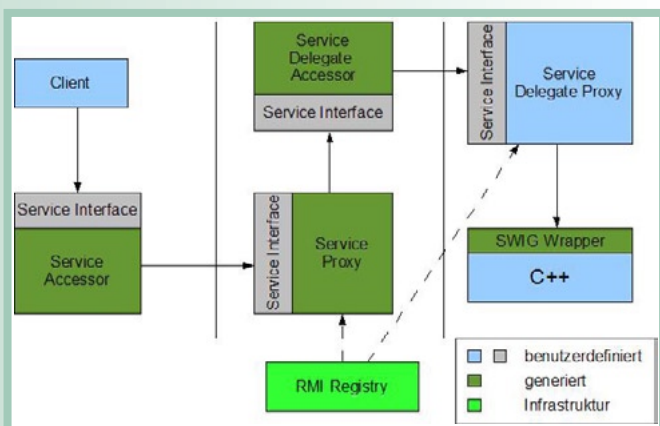 Client
Service Interface
Service
Accessor
Service
Delegate
Accessor
Service Interface
Service Interface
Service
Proxy
RMI Registry
Service Interface
Service
Delegate Proxy
SWIG Wrapper
C++
benutzerdefiniert
generiert
Infrastruktur